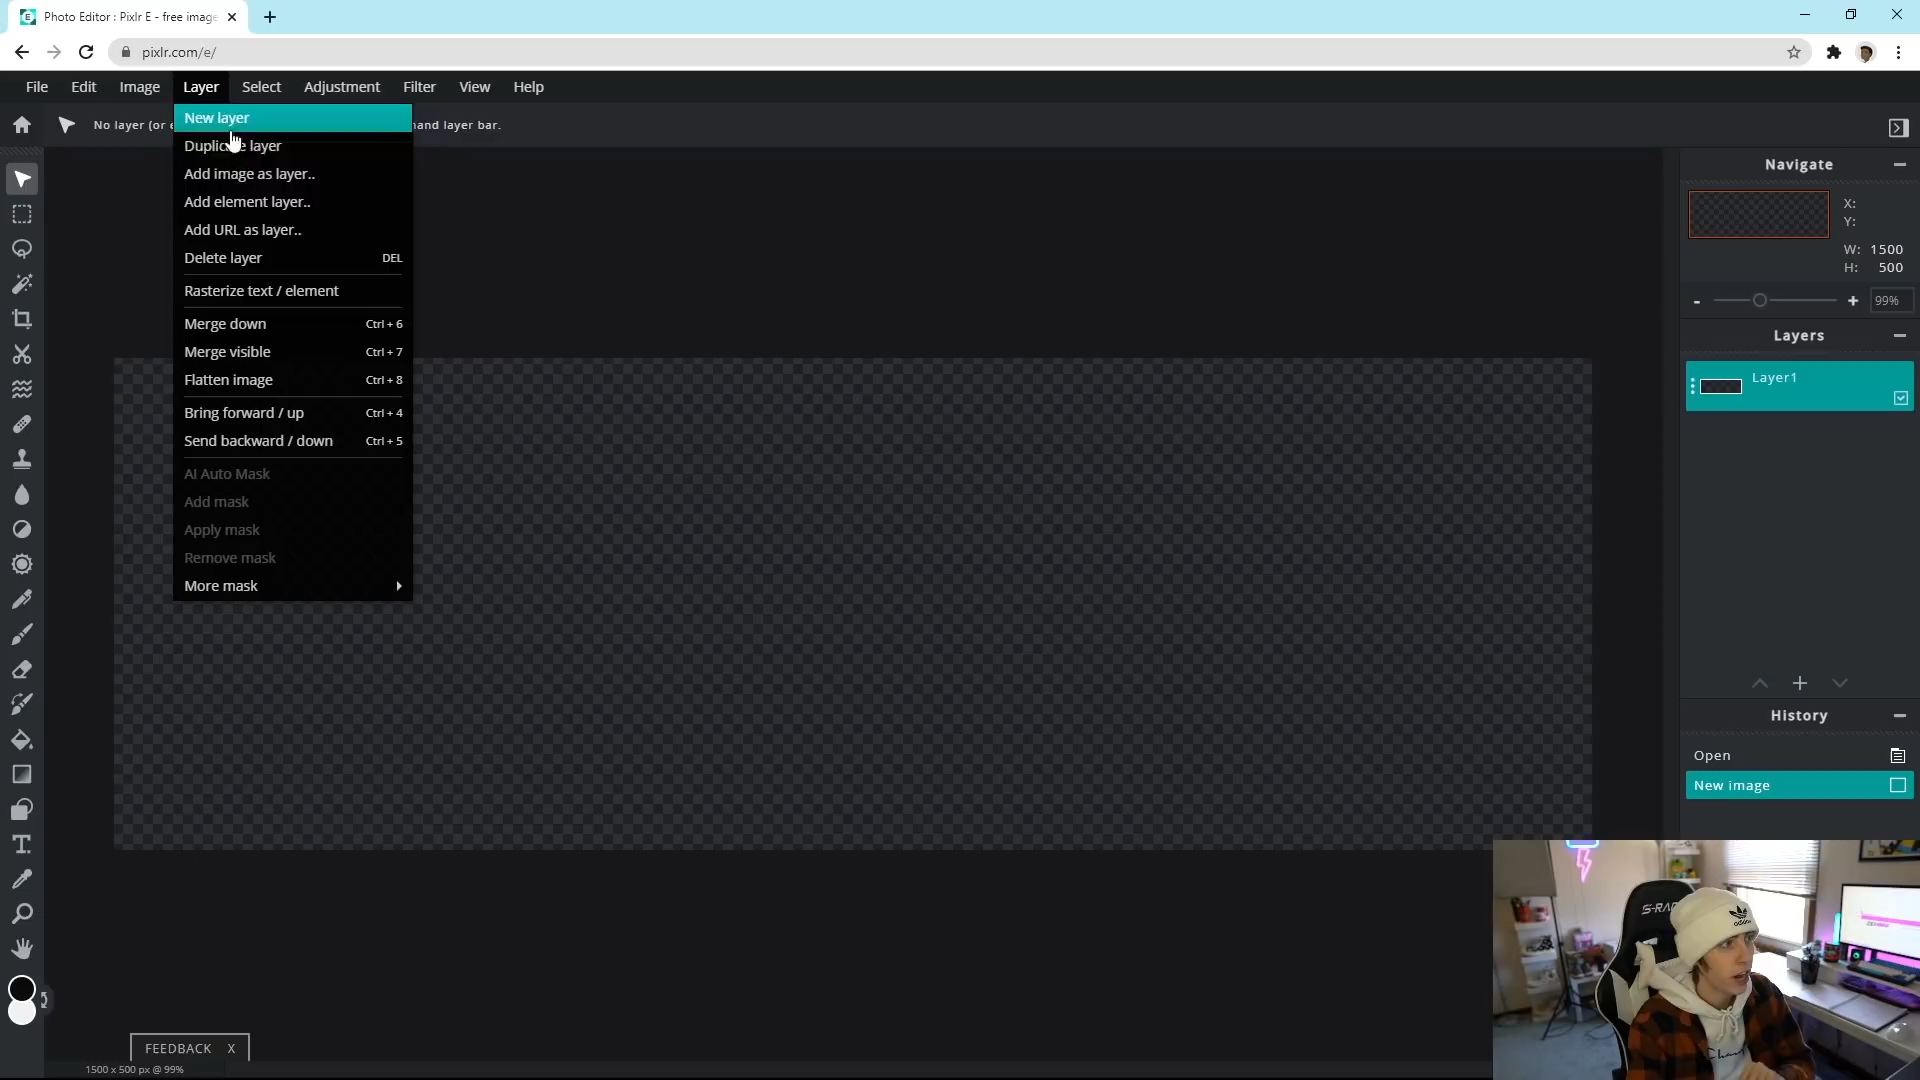 Photo Editor : Pixlr E - free image
pixlr.com/e/
File Edit Image Layer Select Adjustment Filter View Help
No layer (or hand layer bar.
New layer
Duplicate layer
Add image as layer..
Add element layer..
Add URL as layer..
Delete layer DEL
Rasterize text / element
Merge down Ctrl + 6
Merge visible Ctrl + 7
Flatten image Ctrl + 8
Bring forward / up Ctrl + 4
Send backward / down Ctrl + 5
AI Auto Mask
Add mask
Apply mask
Remove mask
More mask
Navigate
X:
Y:
W: 1500
H: 500
- + 99%
Layers
Layer1
History
Open
New image
FEEDBACK X
1500 x 500 px @ 99%
adidas